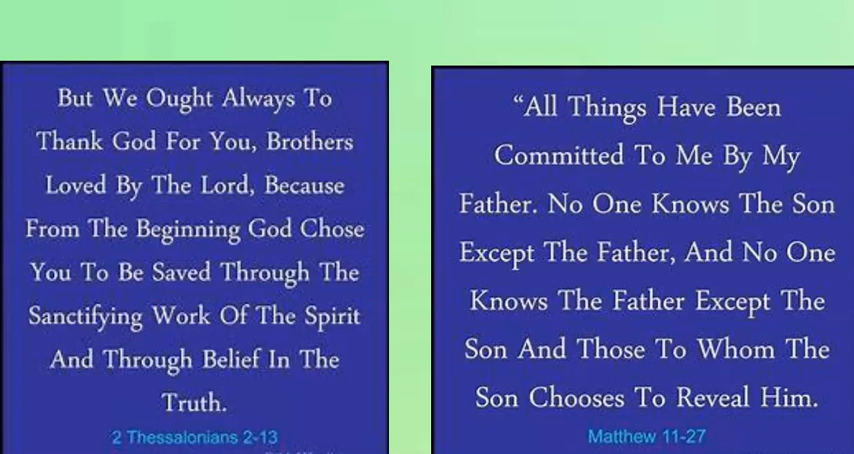 But We Ought Always To
Thank God For You, Brothers
Loved By The Lord, Because
From The Beginning God Chose
You To Be Saved Through The
Sanctifying Work Of The Spirit
And Through Belief In The
Truth.
2 Thessalonians 2-13
“All Things Have Been
Committed To Me By My
Father. No One Knows The Son
Except The Father, And No One
Knows The Father Except The
Son And Those To Whom The
Son Chooses To Reveal Him.
Matthew 11-27